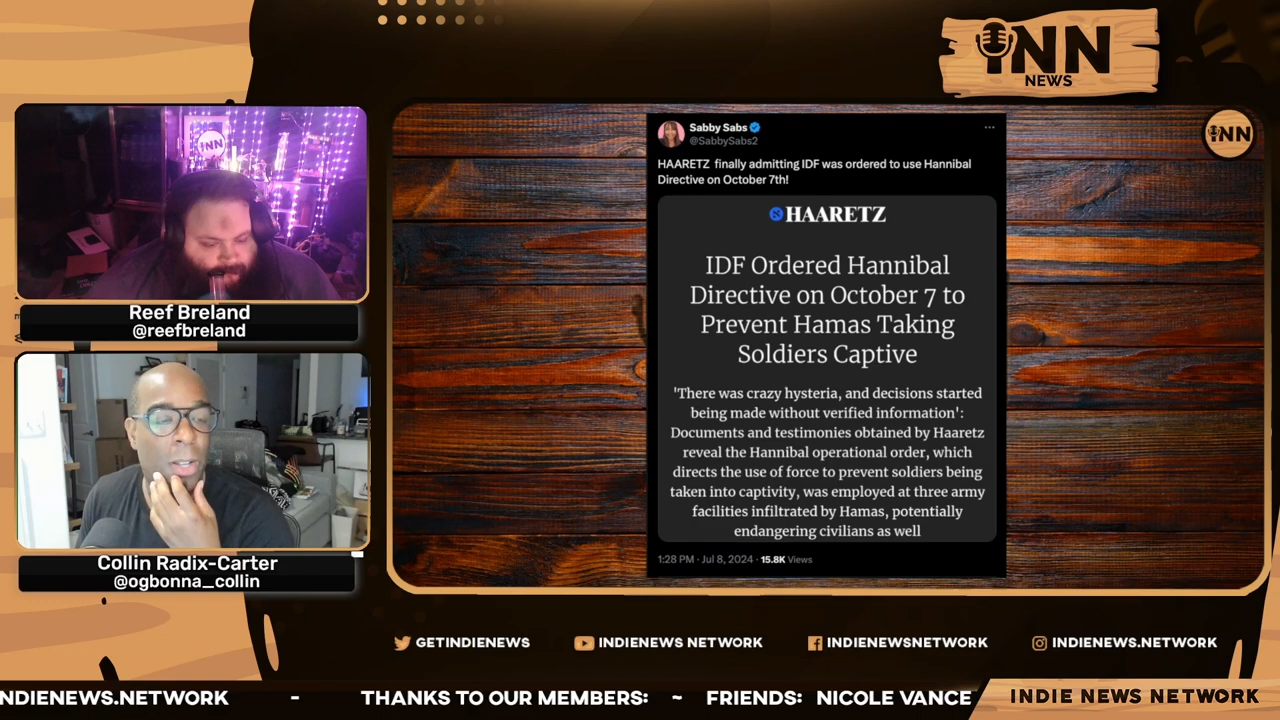 INN
NEWS
INN
INN
Reef Breland
@reefbreland
Collin Radix-Carter
@ogbonna_collin
Sabby Sabs
@SabbySabs2
HAARETZ finally admitting IDF was ordered to use Hannibal
Directive on October 7th!
HAARETZ
IDF Ordered Hannibal
Directive on October 7 to
Prevent Hamas Taking
Soldiers Captive
'There was crazy hysteria, and decisions started
being made without verified information':
Documents and testimonies obtained by Haaretz
reveal the Hannibal operational order, which
directs the use of force to prevent soldiers being
taken into captivity, was employed at three army
facilities infiltrated by Hamas, potentially
endangering civilians as well
1:28 PM · Jul 8, 2024 · 15.8K Views
GETINDIENEWS
INDIENEWS NETWORK
INDIENEWSNETWORK
INDIENEWS.NETWORK
NDIENEWS.NETWORK - THANKS TO OUR MEMBERS: ~ FRIENDS: NICOLE VANCE
INDIE NEWS NETWORK